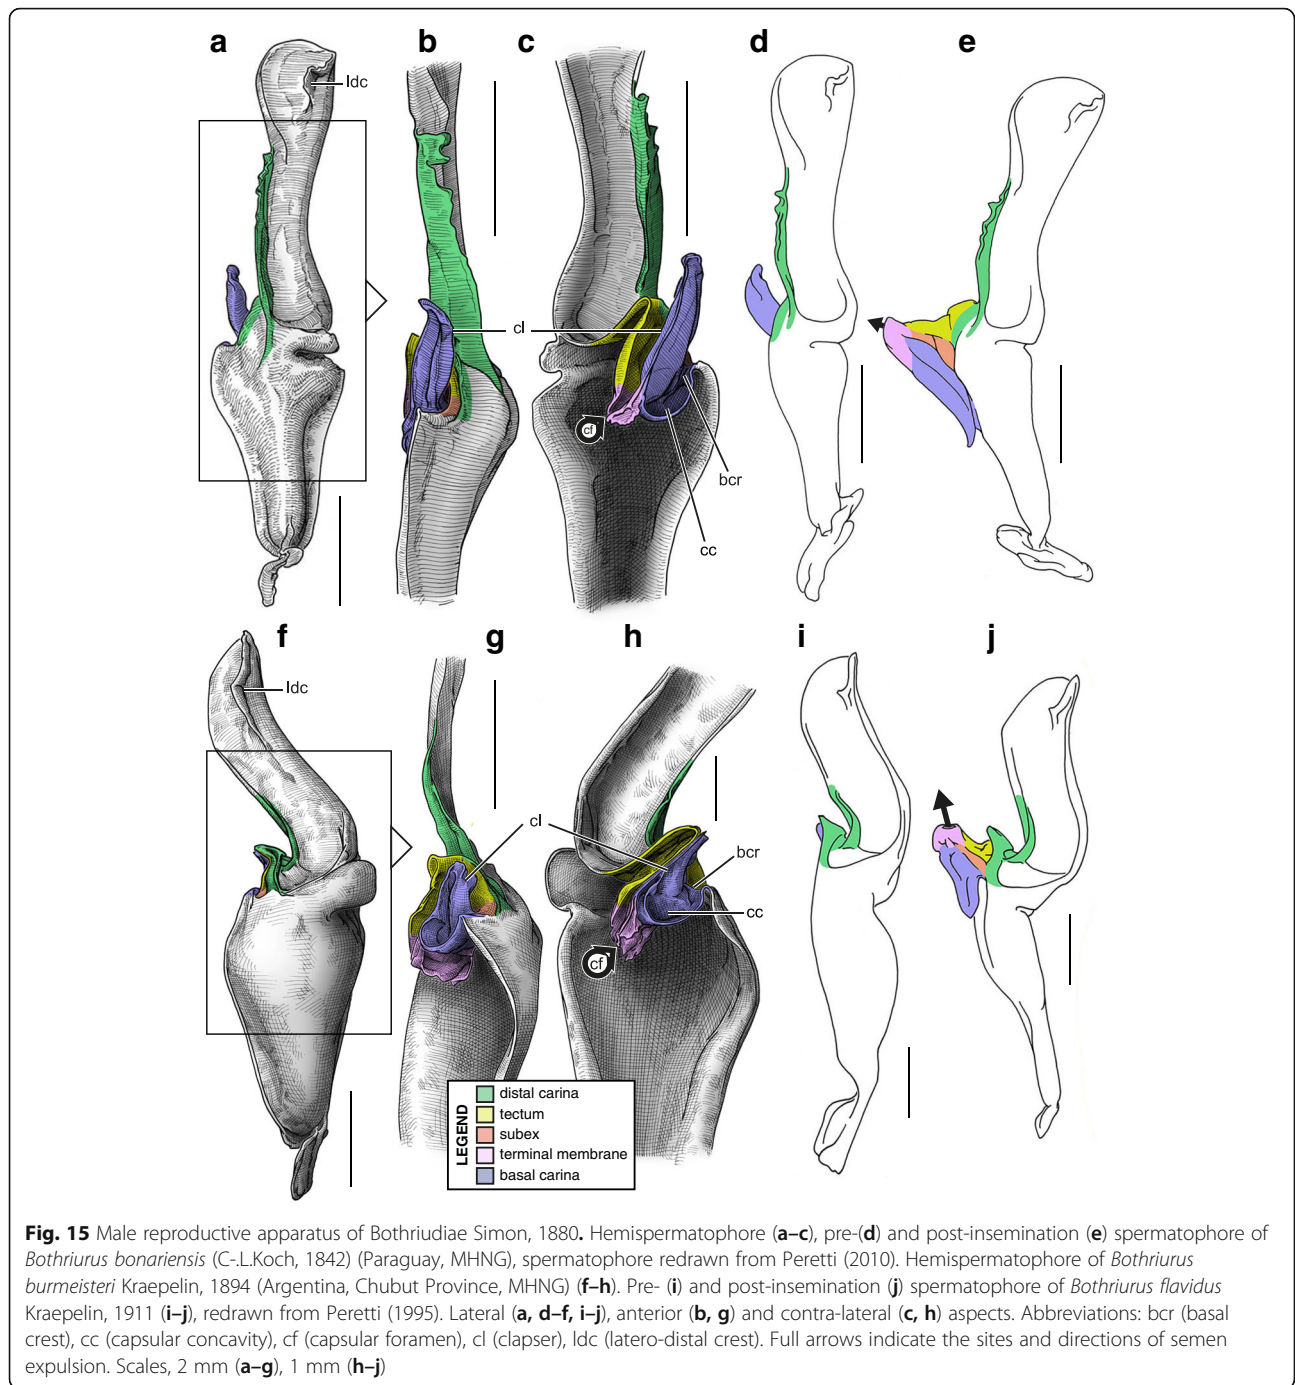 a b c d e
ldc
cl
cf
bcr
cc
f g h i j
ldc
cl
bcr
cc
cf
LEGEND
distal carina
tectum
subex
terminal membrane
basal carina
Fig. 15 Male reproductive apparatus of Bothriudiae Simon, 1880. Hemispermatophore (a–c), pre-(d) and post-insemination (e) spermatophore of
Bothriurus bonariensis (C-.L.Koch, 1842) (Paraguay, MHNG), spermatophore redrawn from Peretti (2010). Hemispermatophore of Bothriurus
burmeisteri Kraepelin, 1894 (Argentina, Chubut Province, MHNG) (f–h). Pre- (i) and post-insemination (j) spermatophore of Bothriurus flavidus
Kraepelin, 1911 (i–j), redrawn from Peretti (1995). Lateral (a, d–f, i–j), anterior (b, g) and contra-lateral (c, h) aspects. Abbreviations: bcr (basal
crest), cc (capsular concavity), cf (capsular foramen), cl (clapser), ldc (latero-distal crest). Full arrows indicate the sites and directions of semen
expulsion. Scales, 2 mm (a–g), 1 mm (h–j)